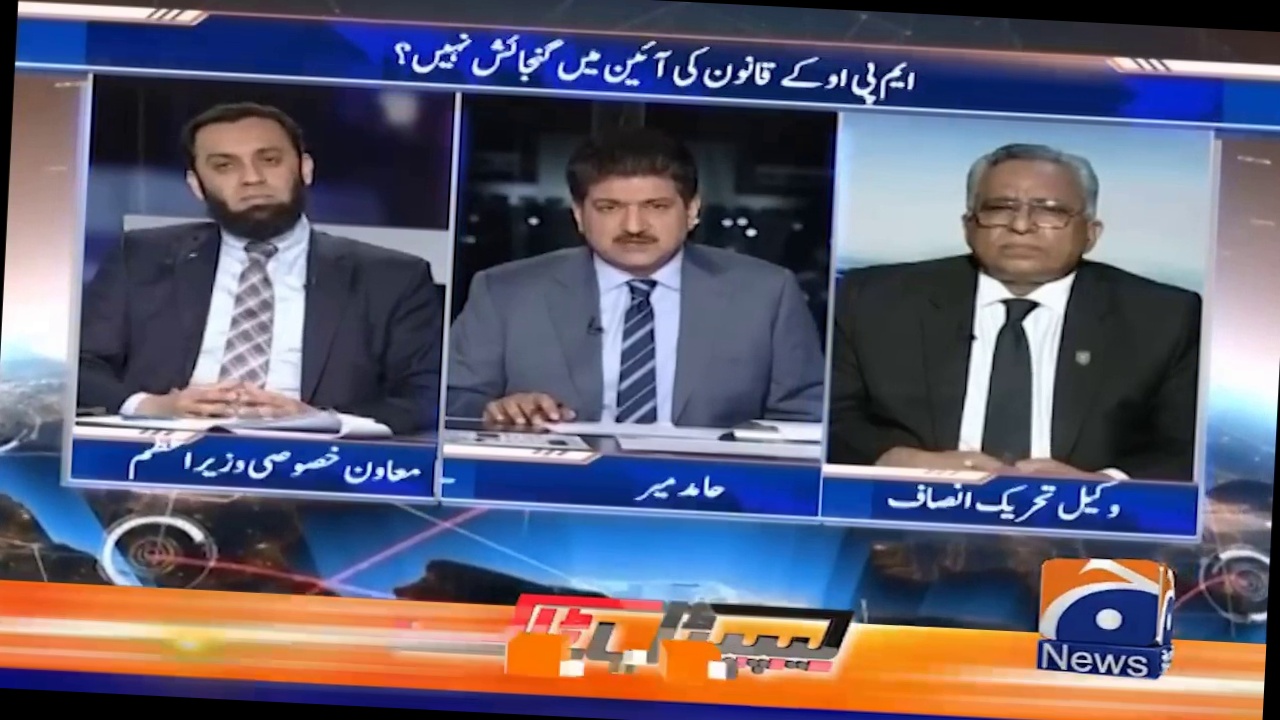 ایم پی او کے قانون کی آئین میں گنجائش نہیں؟
معاون خصوصی وزیراعظم
حامد میر
وکیل تحریک انصاف
News